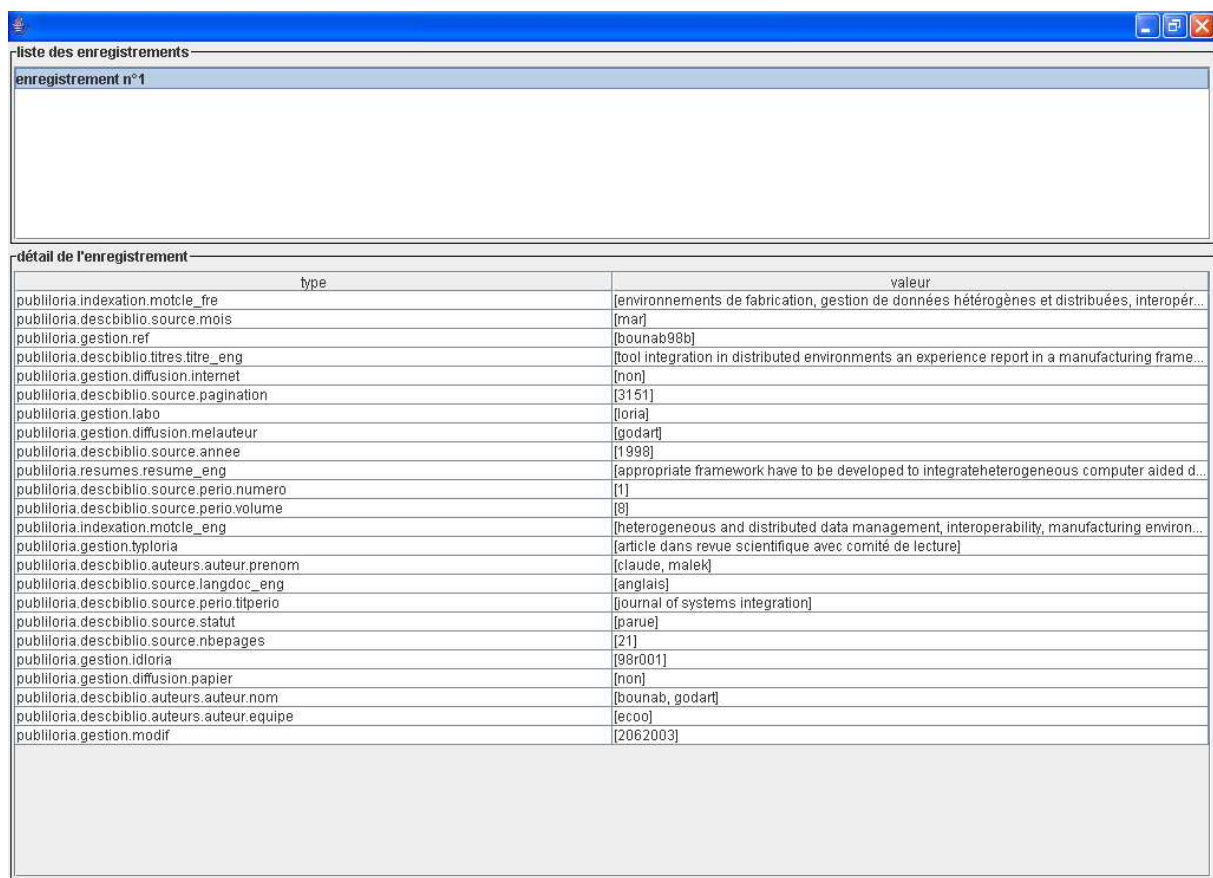 liste des enregistrements
enregistrement n°1
détail de l'enregistrement
type valeur
publiloria.indexation.motcle_fre [environnements de fabrication, gestion de données hétérogènes et distribuées, interopér...
publiloria.descbiblio.source.mois [mar]
publiloria.gestion.ref [bounab98b]
publiloria.descbiblio.titres.titre_eng [tool integration in distributed environments an experience report in a manufacturing frame...
publiloria.gestion.diffusion.internet [non]
publiloria.descbiblio.source.pagination [3151]
publiloria.gestion.labo [loria]
publiloria.gestion.diffusion.melauteur [godart]
publiloria.descbiblio.source.annee [1998]
publiloria.resumes.resume_eng [appropriate framework have to be developed to integrateheterogeneous computer aided d...
publiloria.descbiblio.source.perio.numero [1]
publiloria.descbiblio.source.perio.volume [8]
publiloria.indexation.motcle_eng [heterogeneous and distributed data management, interoperability, manufacturing environ...
publiloria.gestion.typloria [article dans revue scientifique avec comité de lecture]
publiloria.descbiblio.auteurs.auteur.prenom [claude, malek]
publiloria.descbiblio.source.langdoc_eng [anglais]
publiloria.descbiblio.source.perio.titperio [journal of systems integration]
publiloria.descbiblio.source.statut [parue]
publiloria.descbiblio.source.nbepages [21]
publiloria.gestion.idloria [98r001]
publiloria.gestion.diffusion.papier [non]
publiloria.descbiblio.auteurs.auteur.nom [bounab, godart]
publiloria.descbiblio.auteurs.auteur.equipe [ecoo]
publiloria.gestion.modif [2062003]